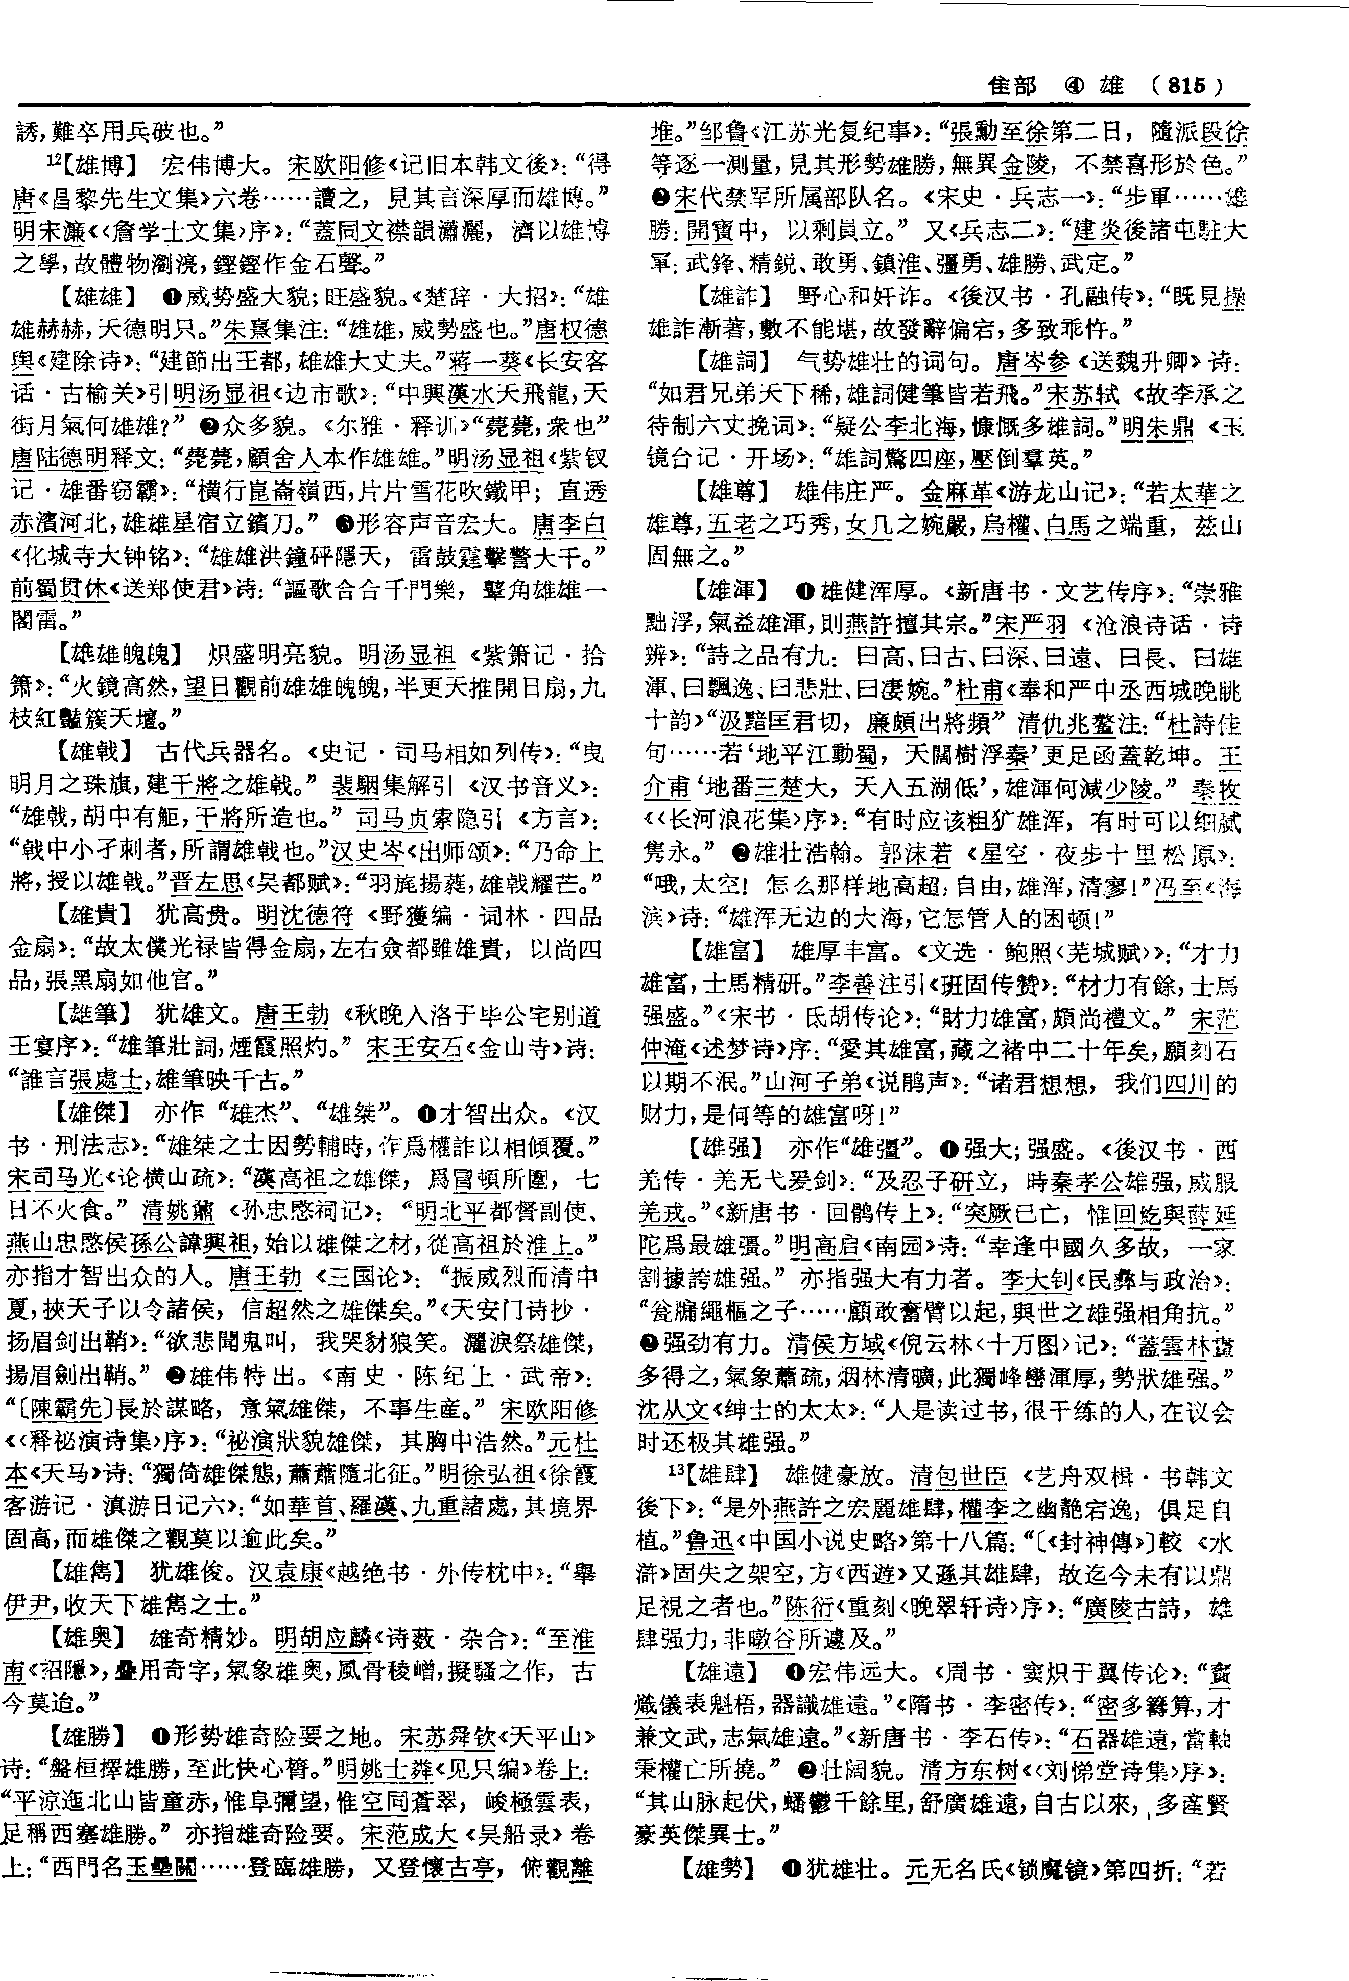 隹部 ④ 雄 (815)
誘，難卒用兵破也。”
12【雄博】 宏伟博大。宋欧阳修《记旧本韩文後》：“得
唐《昌黎先生文集》六卷……讀之，見其言深厚而雄博。”
明宋濂《〈詹学士文集〉序》：“蓋同文襟韻瀟麗，濟以雄博
之學，故體物瀏浣，鏗鏗作金石聲。”
【雄雄】 ❶威势盛大貌；旺盛貌。《楚辞·大招》：“雄
雄赫赫，天德明只。”朱熹集注：“雄雄，威勢盛也。”唐权德
舆《建除诗》：“建節出王都，雄雄大丈夫。”蒋一葵《长安客
话·古榆关》引明汤显祖《边市歌》：“中興漢水天飛龍，天
街月氣何雄雄？” ❷众多貌。《尔雅·释训》“薨薨，衆也”
唐陆德明释文：“薨薨，顧舍人本作雄雄。”明汤显祖《紫钗
记·雄番窃霸》：“横行崑崙嶺西，片片雪花吹鐵甲；直透
赤濱河北，雄雄星宿立鑌刀。” ❸形容声音宏大。唐李白
《化城寺大钟铭》：“雄雄洪鐘砰隱天，雷鼓霆擊警大千。”
前蜀贯休《送郑使君》诗：“謳歌合合千門樂，鼙角雄雄一
閣雷。”
【雄雄魄魄】 炽盛明亮貌。明汤显祖《紫箫记·拾
箫》：“火鏡高然，望日觀前雄雄魄魄，半更天推開日扇，九
枝紅豔簇天壇。”
【雄戟】 古代兵器名。《史记·司马相如列传》：“曳
明月之珠旗，建干將之雄戟。” 裴駰集解引《汉书音义》：
“雄戟，胡中有鮔，干將所造也。” 司马贞索隐引《方言》：
“戟中小孑刺者，所謂雄戟也。”汉史岑《出师颂》：“乃命上
將，授以雄戟。”晋左思《吴都赋》：“羽旄揚蕤，雄戟耀芒。”
【雄貴】 犹高贵。明沈德符《野獲编·词林·四品
金扇》：“故太僕光禄皆得金扇，左右僉都雖雄貴，以尚四
品，張黑扇如他官。”
【雄筆】 犹雄文。唐王勃《秋晚入洛于毕公宅别道
王宴序》：“雄筆壯詞，煙霞照灼。” 宋王安石《金山寺》诗：
“誰言張處士，雄筆映千古。”
【雄傑】 亦作“雄杰”、“雄桀”。❶才智出众。《汉
书·刑法志》：“雄桀之士因勢輔時，作爲權詐以相傾覆。”
宋司马光《论横山疏》：“漢高祖之雄傑，爲冒頓所圍，七
日不火食。” 清姚鼐《孙忠愍祠记》：“明北平都督副使、
燕山忠愍侯孫公諱興祖，始以雄傑之材，從高祖於淮上。”
亦指才智出众的人。唐王勃《三国论》：“振威烈而清中
夏，挾天子以令諸侯，信超然之雄傑矣。”《天安门诗抄·
扬眉剑出鞘》：“欲悲聞鬼叫，我哭豺狼笑。灑淚祭雄傑，
揚眉劍出鞘。” ❷雄伟特出。《南史·陈纪上·武帝》：
“〔陳霸先〕長於謀略，意氣雄傑，不事生産。” 宋欧阳修
《〈释祕演诗集〉序》：“祕演狀貌雄傑，其胸中浩然。”元杜
本《天马》诗：“獨倚雄傑態，蕭蕭隨北征。”明徐弘祖《徐霞
客游记·滇游日记六》：“如華首、羅漢、九重諸處，其境界
固高，而雄傑之觀莫以逾此矣。”
【雄雋】 犹雄俊。汉袁康《越绝书·外传枕中》：“舉
伊尹，收天下雄雋之士。”
【雄奥】 雄奇精妙。明胡应麟《诗薮·杂合》：“至淮
南《招隱》，疊用奇字，氣象雄奥，風骨稜嶒，擬騷之作，古
今莫迨。”
【雄勝】 ❶形势雄奇险要之地。宋苏舜钦《天平山》
诗：“盤桓擇雄勝，至此快心膂。”明姚士粦《见只编》卷上：
“平涼迤北山皆童赤，惟阜彌望，惟空同蒼翠，峻極雲表，
足稱西塞雄勝。” 亦指雄奇险要。宋范成大《吴船录》卷
上：“西門名玉壘關……登臨雄勝，又登懷古亭，俯觀離
堆。”邹鲁《江苏光复纪事》：“張勳至徐第二日，隨派段徐
等逐一測量，見其形勢雄勝，無異金陵，不禁喜形於色。”
❷宋代禁军所属部队名。《宋史·兵志一》：“步軍……雄
勝：開寶中，以剩員立。” 又《兵志二》：“建炎後諸屯駐大
軍：武鋒、精鋭、敢勇、鎮淮、彊勇、雄勝、武定。”
【雄詐】 野心和奸诈。《後汉书·孔融传》：“既見操
雄詐漸著，數不能堪，故發辭偏宕，多致乖忤。”
【雄詞】 气势雄壮的词句。唐岑参《送魏升卿》诗：
“如君兄弟天下稀，雄詞健筆皆若飛。”宋苏轼《故李承之
待制六丈挽词》：“疑公李北海，慷慨多雄詞。”明朱鼎《玉
镜台记·开场》：“雄詞驚四座，壓倒羣英。”
【雄尊】 雄伟庄严。金麻革《游龙山记》：“若太華之
雄尊，五老之巧秀，女几之婉嚴，烏權、白馬之端重，兹山
固無之。”
【雄渾】 ❶雄健浑厚。《新唐书·文艺传序》：“崇雅
黜浮，氣益雄渾，則燕許擅其宗。”宋严羽《沧浪诗话·诗
辨》：“詩之品有九：曰高、曰古、曰深、曰遠、曰長、曰雄
渾、曰飄逸、曰悲壯、曰凄婉。”杜甫《奉和严中丞西城晚眺
十韵》“汲黯匡君切，廉頗出將頻” 清仇兆鳌注：“杜詩佳
句……若‘地平江動蜀，天闊樹浮秦’更足函蓋乾坤。王
介甫‘地番三楚大，天入五湖低’，雄渾何減少陵。” 秦牧
《〈长河浪花集〉序》：“有时应该粗犷雄浑，有时可以细腻
隽永。” ❷雄壮浩瀚。郭沫若《星空·夜步十里松原》：
“哦，太空！怎么那样地高超，自由，雄浑，清寥！”冯至《海
滨》诗：“雄浑无边的大海，它怎管人的困顿！”
【雄富】 雄厚丰富。《文选·鲍照〈芜城赋〉》：“才力
雄富，士馬精研。”李善注引《班固传赞》：“材力有餘，士馬
强盛。”《宋书·氐胡传论》：“財力雄富，頗尚禮文。” 宋范
仲淹《述梦诗》序：“愛其雄富，藏之褚中二十年矣，願刻石
以期不泯。”山河子弟《说鹃声》：“诸君想想，我们四川的
财力，是何等的雄富呀！”
【雄强】 亦作“雄彊”。❶强大；强盛。《後汉书·西
羌传·羌无弋爰剑》：“及忍子研立，時秦孝公雄强，威服
羌戎。”《新唐书·回鹘传上》：“突厥已亡，惟回紇與薛延
陀爲最雄彊。”明高启《南园》诗：“幸逢中國久多故，一家
割據誇雄强。” 亦指强大有力者。李大钊《民彝与政治》：
“瓮牖繩樞之子……顧敢奮臂以起，與世之雄强相角抗。”
❷强劲有力。清侯方域《倪云林〈十万图〉记》：“蓋雲林畫
多得之，氣象蕭疏，烟林清曠，此獨峰巒渾厚，勢狀雄强。”
沈从文《绅士的太太》：“人是读过书，很干练的人，在议会
时还极其雄强。”
13【雄肆】 雄健豪放。清包世臣《艺舟双楫·书韩文
後下》：“是外燕許之宏麗雄肆，權李之幽艷宕逸，俱足自
植。”鲁迅《中国小说史略》第十八篇：“〔《封神傳》〕較《水
滸》固失之架空，方《西遊》又遜其雄肆，故迄今未有以鼎
足視之者也。”陈衍《重刻〈晚翠轩诗〉序》：“廣陵古詩，雄
肆强力，非暾谷所遽及。”
【雄遠】 ❶宏伟远大。《周书·窦炽于翼传论》：“竇
熾儀表魁梧，器識雄遠。”《隋书·李密传》：“密多籌算，才
兼文武，志氣雄遠。”《新唐书·李石传》：“石器雄遠，當軸
秉權亡所撓。” ❷壮阔貌。清方东树《〈刘悌堂诗集〉序》：
“其山脉起伏，蟠鬱千餘里，舒廣雄遠，自古以來，多産賢
豪英傑異士。”
【雄勢】 ❶犹雄壮。元无名氏《锁魔镜》第四折：“若